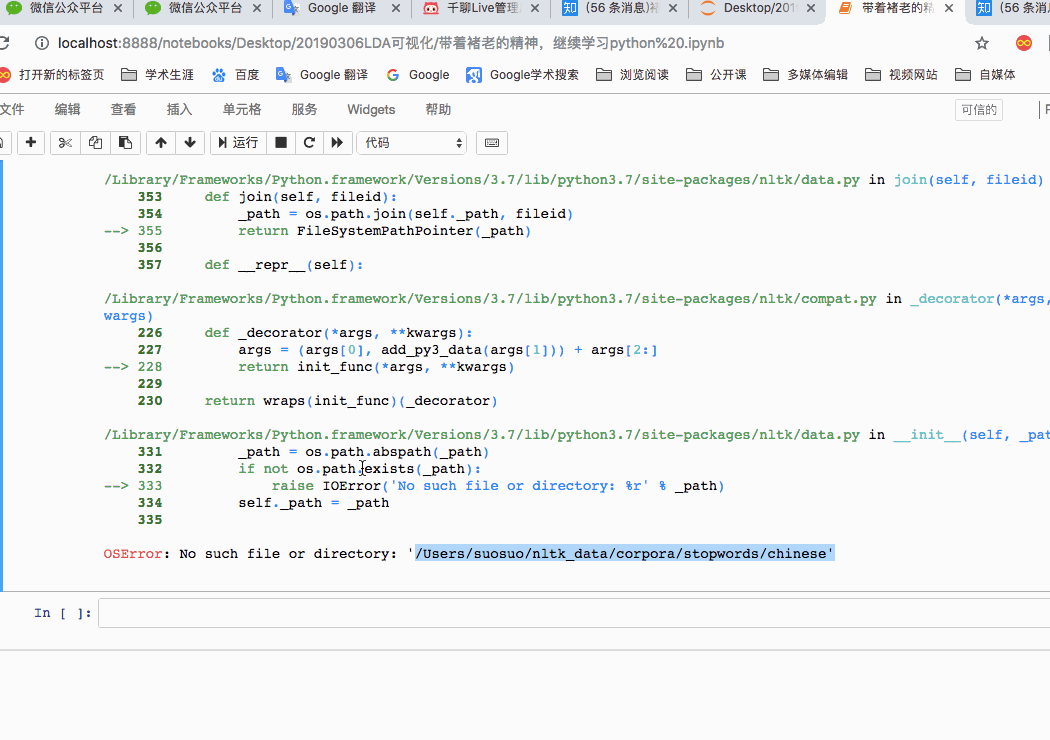 微信公众平台 微信公众平台 Google 翻译 千聊Live管理 知 (56 条消息) Desktop/201 带着褚老的精 知 (56 条消
localhost:8888/notebooks/Desktop/20190306LDA可视化/带着褚老的精神，继续学习python%20.ipynb
打开新的标签页 学术生涯 百度 Google 翻译 Google Google学术搜索 浏览阅读 公开课 多媒体编辑 视频网站 自媒体
文件 编辑 查看 插入 单元格 服务 Widgets 帮助 可信的
运行 代码
/Library/Frameworks/Python.framework/Versions/3.7/lib/python3.7/site-packages/nltk/data.py in join(self, fileid)
353 def join(self, fileid):
354 _path = os.path.join(self._path, fileid)
--> 355 return FileSystemPathPointer(_path)
356
357 def __repr__(self):
/Library/Frameworks/Python.framework/Versions/3.7/lib/python3.7/site-packages/nltk/compat.py in _decorator(*args,
wargs)
226 def _decorator(*args, **kwargs):
227 args = (args[0], add_py3_data(args[1])) + args[2:]
--> 228 return init_func(*args, **kwargs)
229
230 return wraps(init_func)(_decorator)
/Library/Frameworks/Python.framework/Versions/3.7/lib/python3.7/site-packages/nltk/data.py in __init__(self, _pat
331 _path = os.path.abspath(_path)
332 if not os.path.exists(_path):
--> 333 raise IOError('No such file or directory: %r' % _path)
334 self._path = _path
335
OSError: No such file or directory: '/Users/suosuo/nltk_data/corpora/stopwords/chinese'
In [ ]: